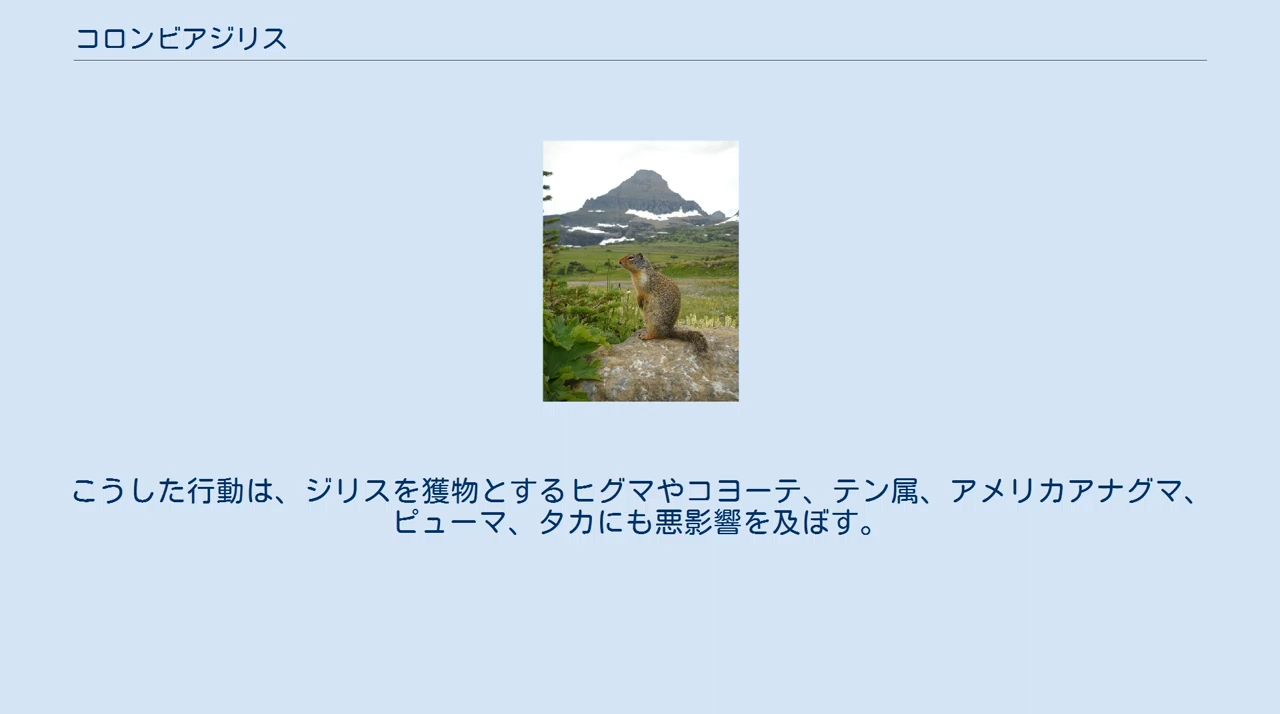 コロンビアジリス
こうした行動は、ジリスを獲物とするヒグマやコヨーテ、テン属、アメリカアナグマ、
ピューマ、タカにも悪影響を及ぼす。